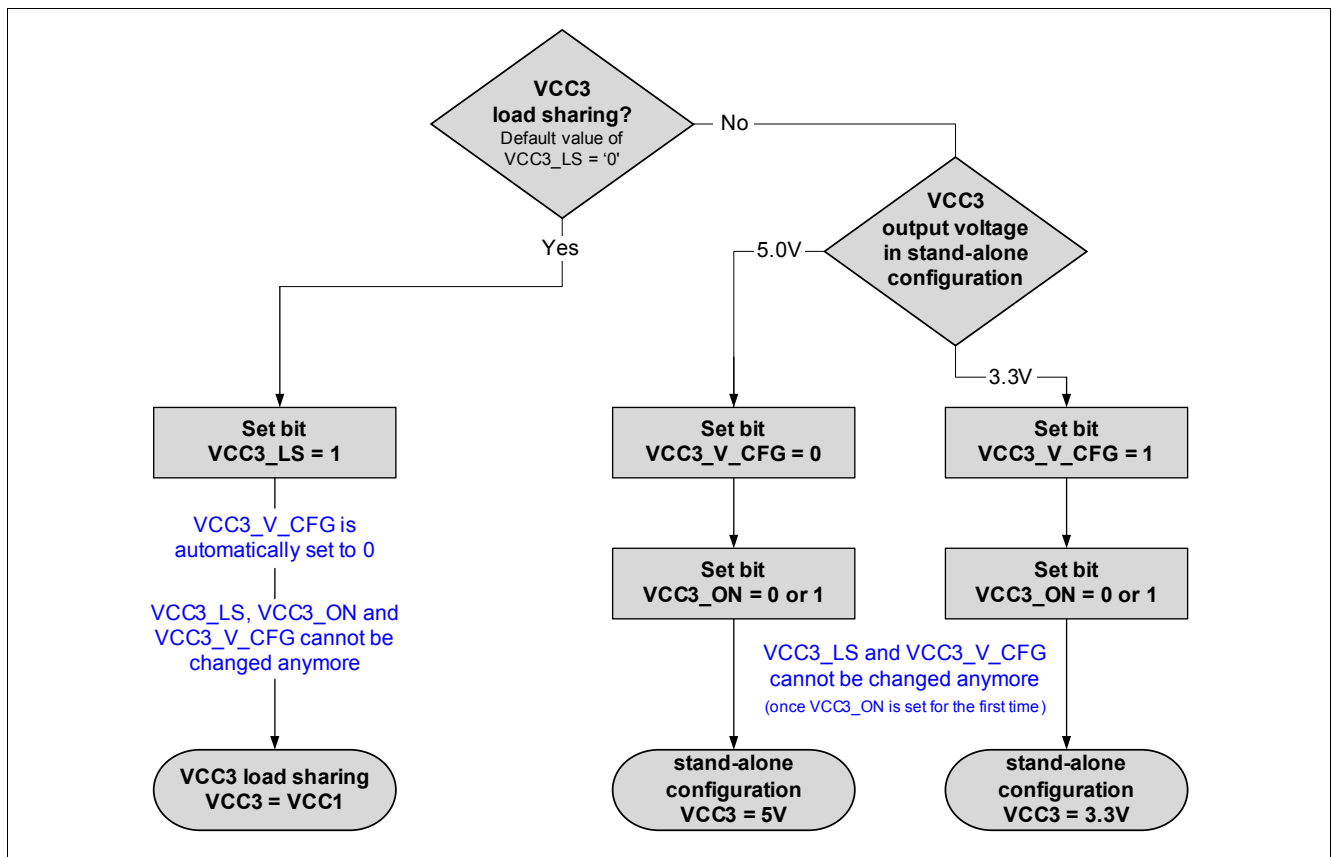 VCC3
load sharing?
Default value of
VCC3_LS = ‘0'
No
Yes
VCC3
output voltage
in stand-alone
configuration
5.0V
3.3V
Set bit
VCC3_LS = 1
Set bit
VCC3_V_CFG = 0
Set bit
VCC3_V_CFG = 1
VCC3_V_CFG is
automatically set to 0
Set bit
VCC3_ON = 0 or 1
Set bit
VCC3_ON = 0 or 1
VCC3_LS, VCC3_ON and
VCC3_V_CFG cannot be
changed anymore
VCC3_LS and VCC3_V_CFG
cannot be changed anymore
(once VCC3_ON is set for the first time)
VCC3 load sharing
VCC3 = VCC1
stand-alone
configuration
VCC3 = 5V
stand-alone
configuration
VCC3 = 3.3V